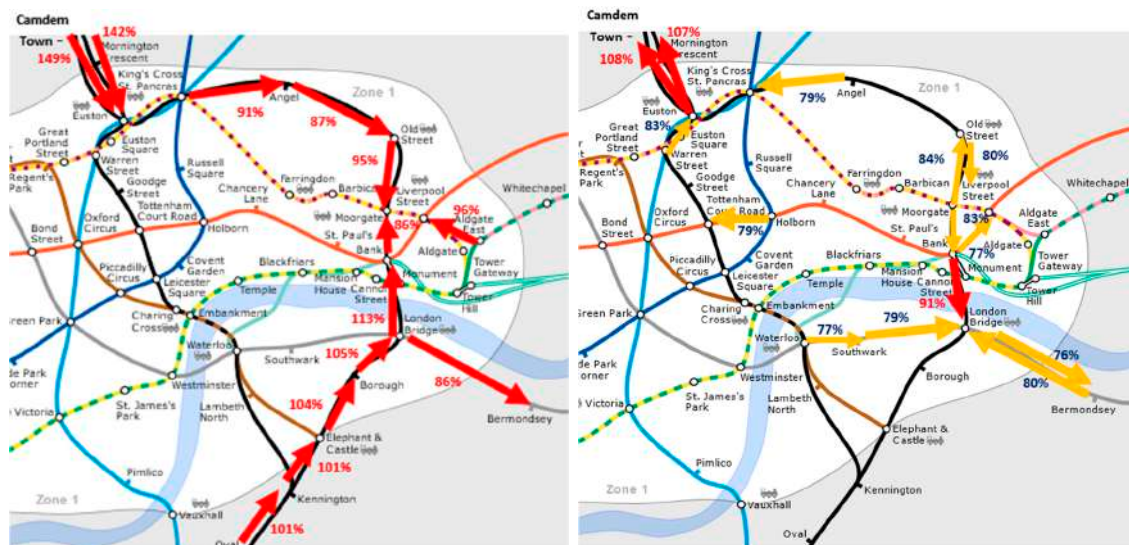 Camdem
Town –
142%
149%
Mornington
Crescent
King's Cross
St. Pancras
91%
Angel
Zone 1
87%
Euston
Great
Portland
Street
Euston
Square
Warren
Street
Regent's
Park
Russell
Square
Goodge
Street
Farringdon
Barbican
95%
Old
Street
Liverpool
Street
Whitechapel
Chancery
Lane
Tottenham
Court Road
Moorgate
86%
96%
Aldgate
East
Bond
Street
Oxford
Circus
Holborn
St. Paul's
Aldgate
Bank
Covent
Garden
Leicester
Square
Piccadilly
Circus
Blackfriars
Mansion
House
Monument
Tower
Gateway
Cannon
Street
Temple
Tower
Hill
Charing
Cross
Embankment
Green Park
113%
London
Bridge
Waterloo
Southwark
105%
de Park
orner
Westminster
Borough
86%
Victoria
St. James's
Park
Lambeth
North
104%
Bermondsey
Elephant &
Castle
101%
Pimlico
Zone 1
Kennington
Vauxhall
101%
Oval
Camdem
Town –
107%
108%
Mornington
rescent
King's Cross
St. Pancras
79%
Angel
Zone 1
Euston
83%
Great
Portland
Street
Euston
Square
Warren
Street
Regent's
Park
Russell
Square
Goodge
Street
Farringdon
Barbican
Old
Street
84%
80%
Liverpool
Street
Whitechapel
Chancery
Lane
Tottenham
Court Road
Moorgate
83%
Aldgate
East
Bond
Street
Oxford
Circus
79%
Holborn
St. Paul's
Aldgate
Bank
77%
Covent
Garden
Leicester
Square
Piccadilly
Circus
Blackfriars
Mansion
House
Monument
Tower
Gateway
Cannon
Street
Temple
Tower
Hill
Charing
Cross
Embankment
Green Park
91%
London
Bridge
Waterloo
77%
79%
Southwark
76%
80%
de Park
orner
Westminster
Borough
Victoria
St. James's
Park
Lambeth
North
Bermondsey
Elephant &
Castle
Pimlico
Zone 1
Kennington
Vauxhall
Oval